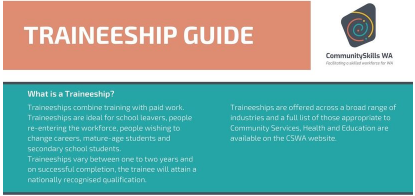 TRAINEESHIP GUIDE
CommunitySkills WA
Facilitating a skilled workforce for WA
What is a Traineeship?
Traineeships combine training with paid work.
Traineeships are ideal for school leavers, people
re-entering the workforce, people wishing to
change careers, mature-age students and
secondary school students.
Traineeships vary between one to two years and
on successful completion, the trainee will attain a
nationally recognised qualification.
Traineeships are offered across a broad range of
industries and a full list of those appropriate to
Community Services, Health and Education are
available on the CSWA website.